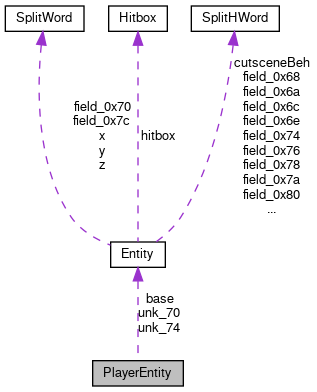 SplitWord
Hitbox
SplitHWord
field_0x70
field_0x7c
x
y
z
hitbox
cutsceneBeh
field_0x68
field_0x6a
field_0x6c
field_0x6e
field_0x74
field_0x76
field_0x78
field_0x7a
field_0x80
...
Entity
base
unk_70
unk_74
PlayerEntity